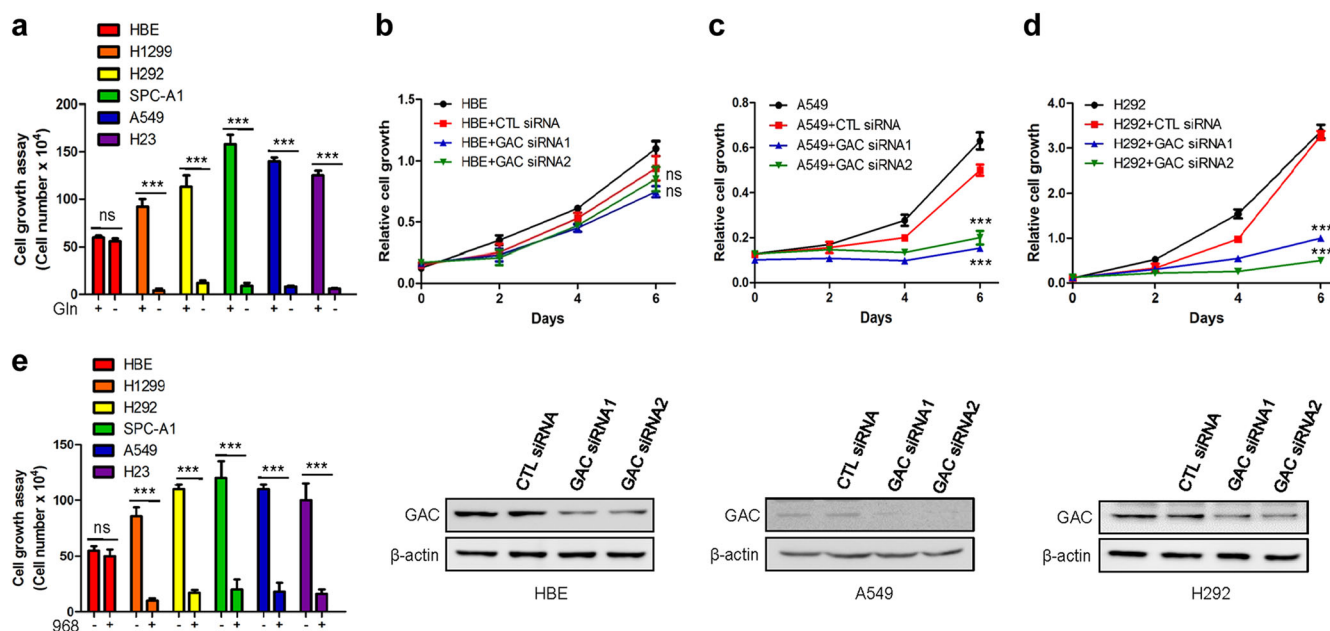 a
HBE
H1299
H292
SPC-A1
A549
H23
Cell growth assay
(Cell number x 10⁴)
200
150
100
50
0
ns
***
***
***
***
***
Gln + - + - + - + - + - + -
b
Relative cell growth
1.5
1.0
0.5
0.0
HBE
HBE+CTL siRNA
HBE+GAC siRNA1
HBE+GAC siRNA2
ns
ns
0 2 4 6
Days
c
Relative cell growth
0.8
0.6
0.4
0.2
0.0
A549
A549+CTL siRNA
A549+GAC siRNA1
A549+GAC siRNA2
***
***
0 2 4 6
Days
d
Relative cell growth
4.0
3.0
2.0
1.0
0.0
H292
H292+CTL siRNA
H292+GAC siRNA1
H292+GAC siRNA2
***
***
0 2 4 6
Days
e
HBE
H1299
H292
SPC-A1
A549
H23
Cell growth assay
(Cell number x 10⁴)
150
100
50
0
ns
***
***
***
***
***
968 - + - + - + - + - + - +
CTL siRNA
GAC siRNA1
GAC siRNA2
GAC
β-actin
HBE
CTL siRNA
GAC siRNA1
GAC siRNA2
GAC
β-actin
A549
CTL siRNA
GAC siRNA1
GAC siRNA2
GAC
β-actin
H292